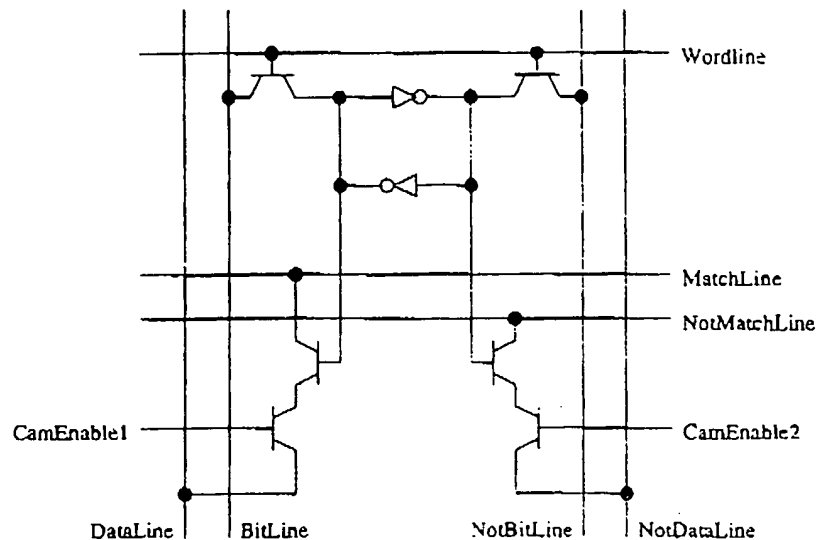 Wordline
MatchLine
NotMatchLine
CamEnable1
CamEnable2
DataLine
BitLine
NotBitLine
NotDataLine